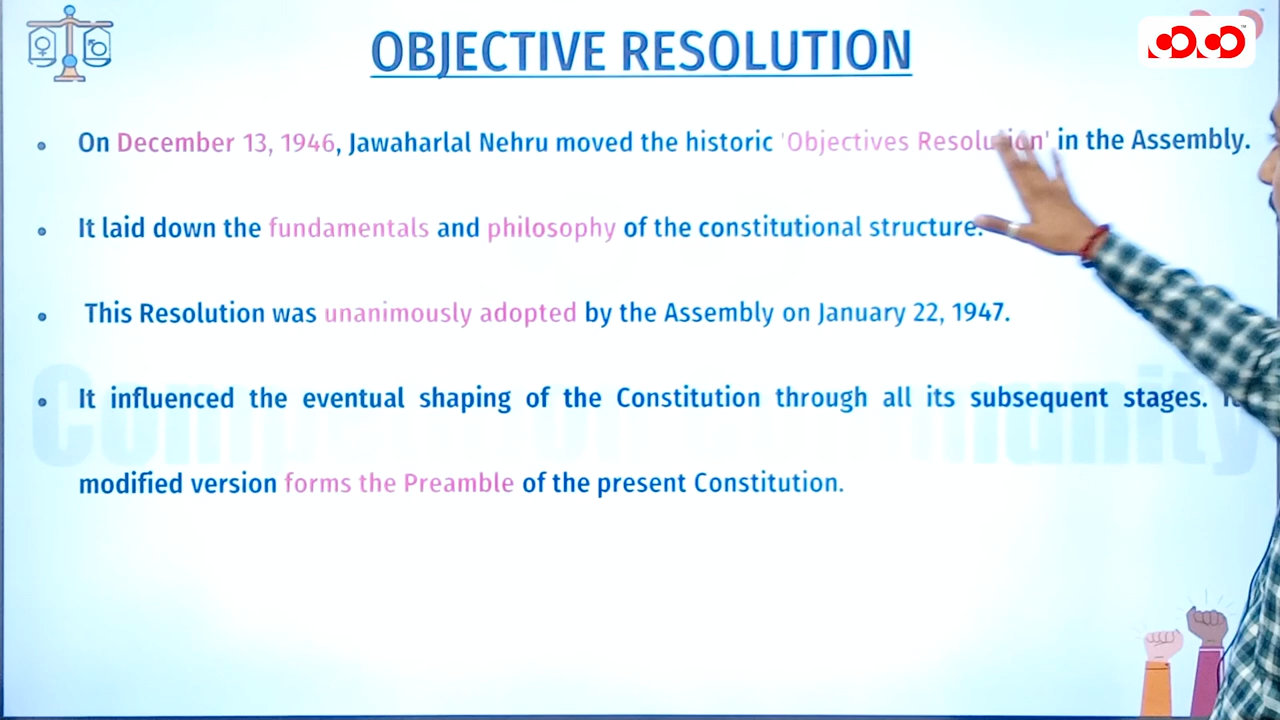 OBJECTIVE RESOLUTION
• On December 13, 1946, Jawaharlal Nehru moved the historic 'Objectives Resolution' in the Assembly.
• It laid down the fundamentals and philosophy of the constitutional structure.
• This Resolution was unanimously adopted by the Assembly on January 22, 1947.
• It influenced the eventual shaping of the Constitution through all its subsequent stages.
modified version forms the Preamble of the present Constitution.